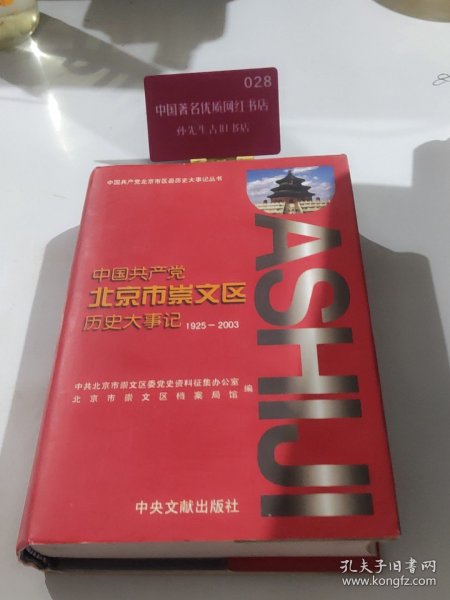 028
中国著名优质网红书店
孙先生古旧书店
中国共产党北京市区县历史大事记丛书
中国共产党
北京市崇文区
历史大事记 1925-2003
DASHIJI
中共北京市崇文区委党史资料征集办公室
北京市崇文区档案局馆
编
中央文献出版社
孔夫子旧书网
www.kongfz.com